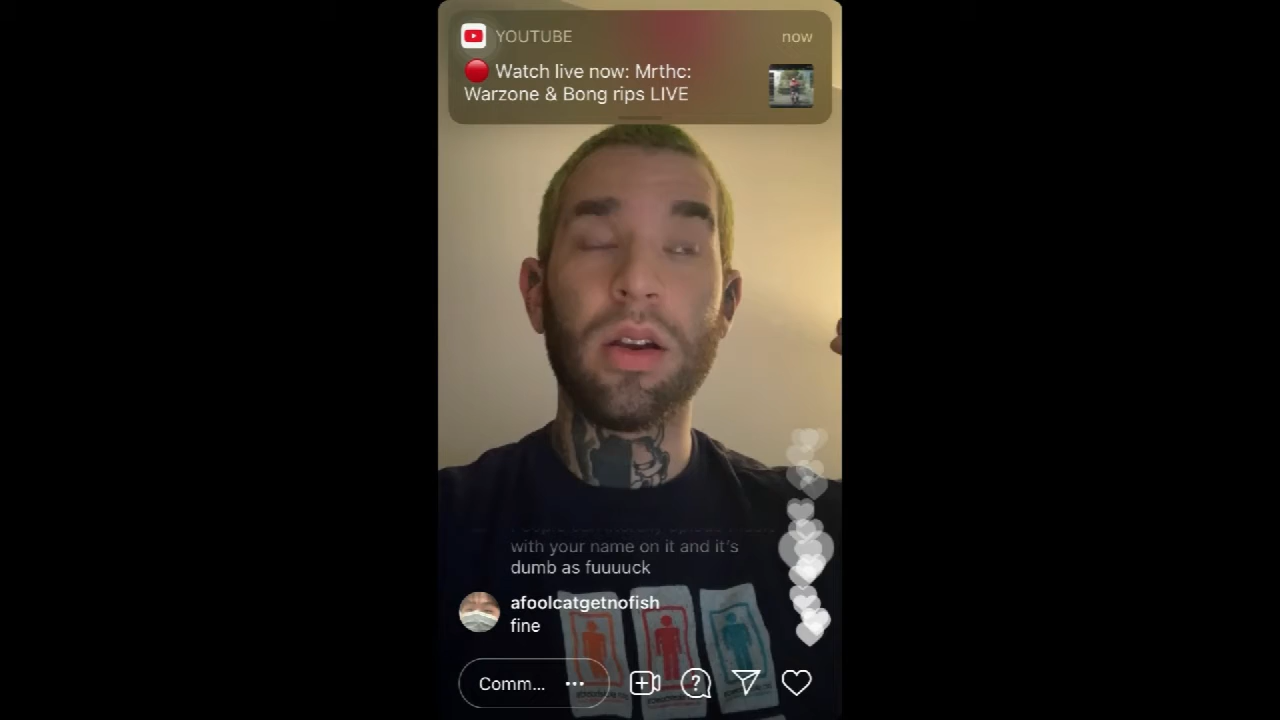 YOUTUBE
now
🔴 Watch live now: Mrthc:
Warzone & Bong rips LIVE
with your name on it and it's
dumb as fuuuuck
afoolcatgetnofish
fine
Comm...